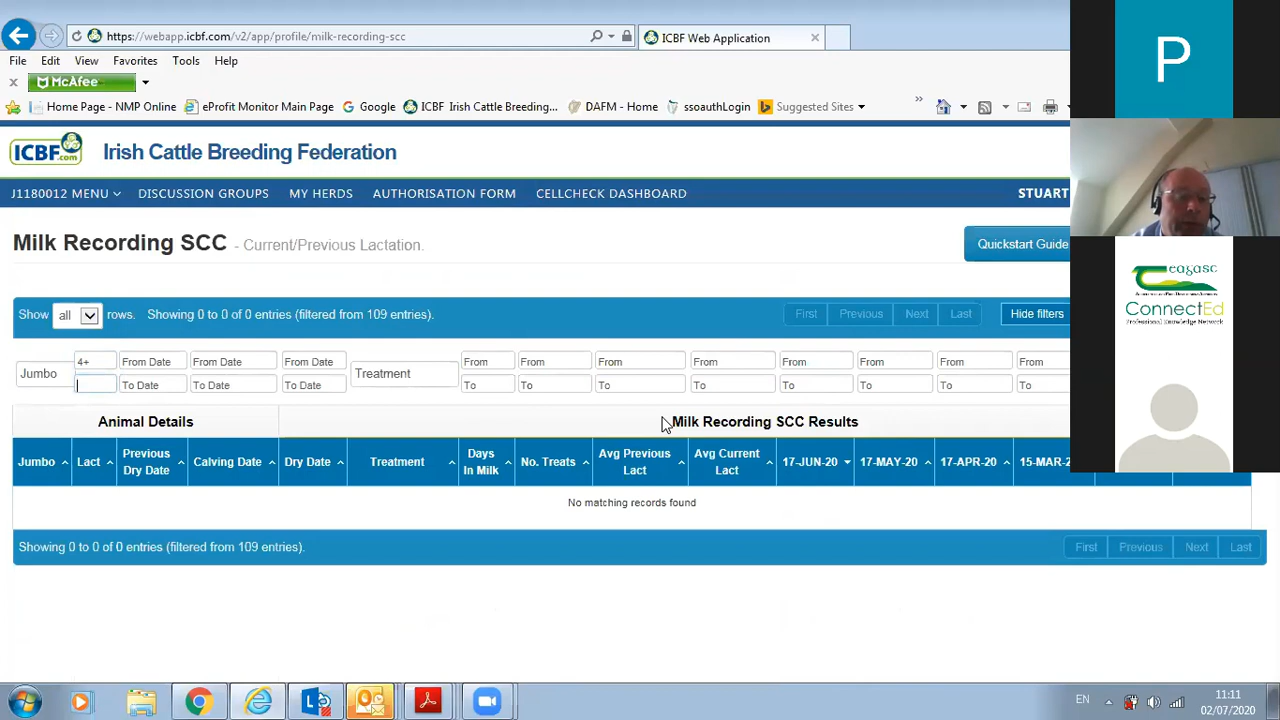 https://webapp.icbf.com/v2/app/profile/milk-recording-scc
ICBF Web Application
P
File Edit View Favorites Tools Help
McAfee
Home Page - NMP Online eProfit Monitor Main Page Google ICBF Irish Cattle Breeding... DAFM - Home ssoauthLogin Suggested Sites
ICBF.com Irish Cattle Breeding Federation
J1180012 MENU DISCUSSION GROUPS MY HERDS AUTHORISATION FORM CELLCHECK DASHBOARD STUART
Milk Recording SCC - Current/Previous Lactation.
Quickstart Guide
Show all rows. Showing 0 to 0 of 0 entries (filtered from 109 entries).
First Previous Next Last Hide filters
Jumbo 4+ From Date From Date From Date Treatment From From From From From From From From
To Date To Date To Date To To To To To To To To
Animal Details Milk Recording SCC Results
Jumbo Lact Previous Dry Date Calving Date Dry Date Treatment Days In Milk No. Treats Avg Previous Lact Avg Current Lact 17-JUN-20 17-MAY-20 17-APR-20 15-MAR-2
No matching records found
Showing 0 to 0 of 0 entries (filtered from 109 entries).
First Previous Next Last
eagasc
ConnectEd
Professional Knowledge Network
EN
11:11
02/07/2020